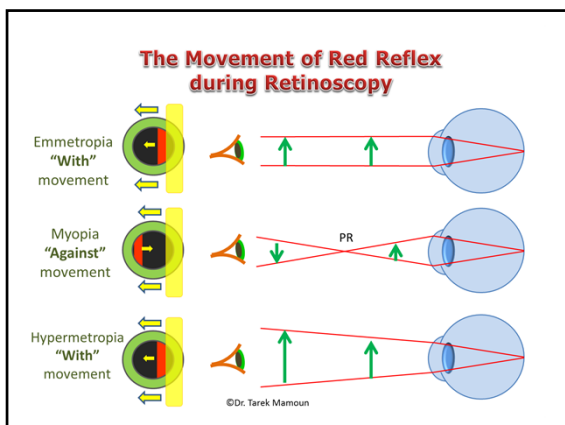 The Movement of Red Reflex
during Retinoscopy
Emmetropia
“With”
movement
Myopia
“Against”
movement
PR
Hypermetropia
“With”
movement
©Dr. Tarek Mamoun